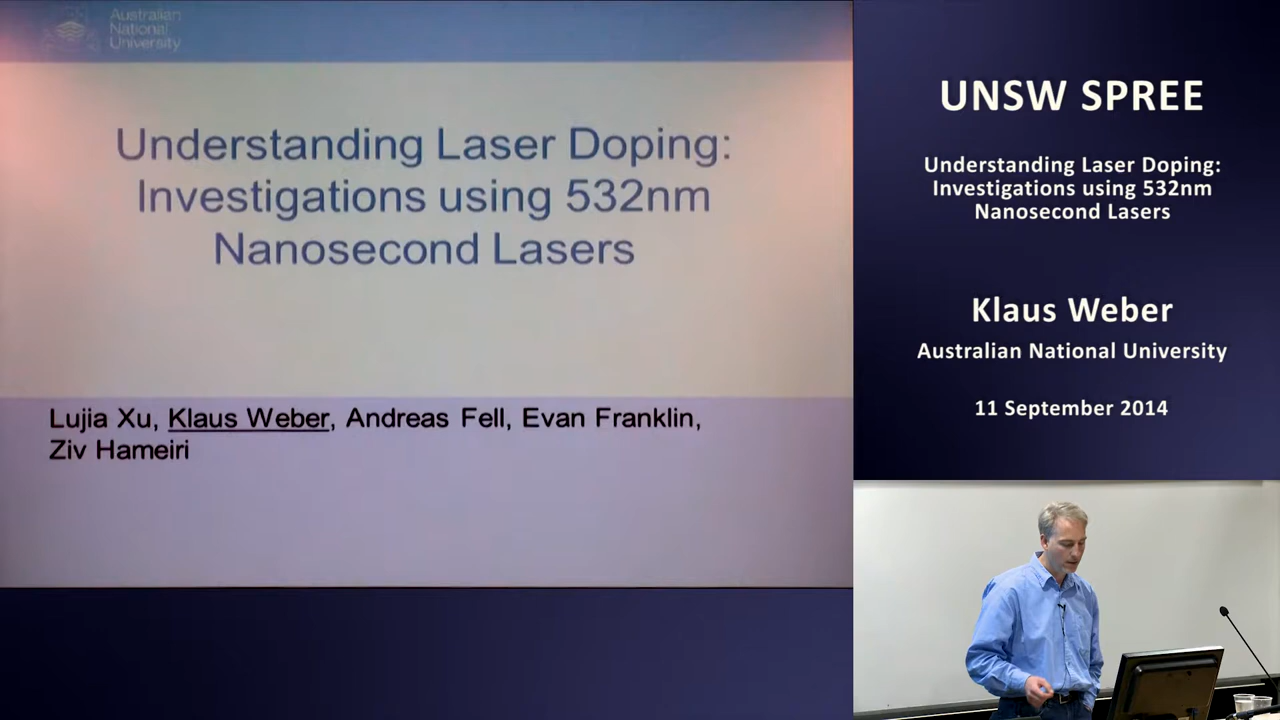 Australian
National
University
Understanding Laser Doping:
Investigations using 532nm
Nanosecond Lasers
Lujia Xu, Klaus Weber, Andreas Fell, Evan Franklin,
Ziv Hameiri
UNSW SPREE
Understanding Laser Doping:
Investigations using 532nm
Nanosecond Lasers
Klaus Weber
Australian National University
11 September 2014